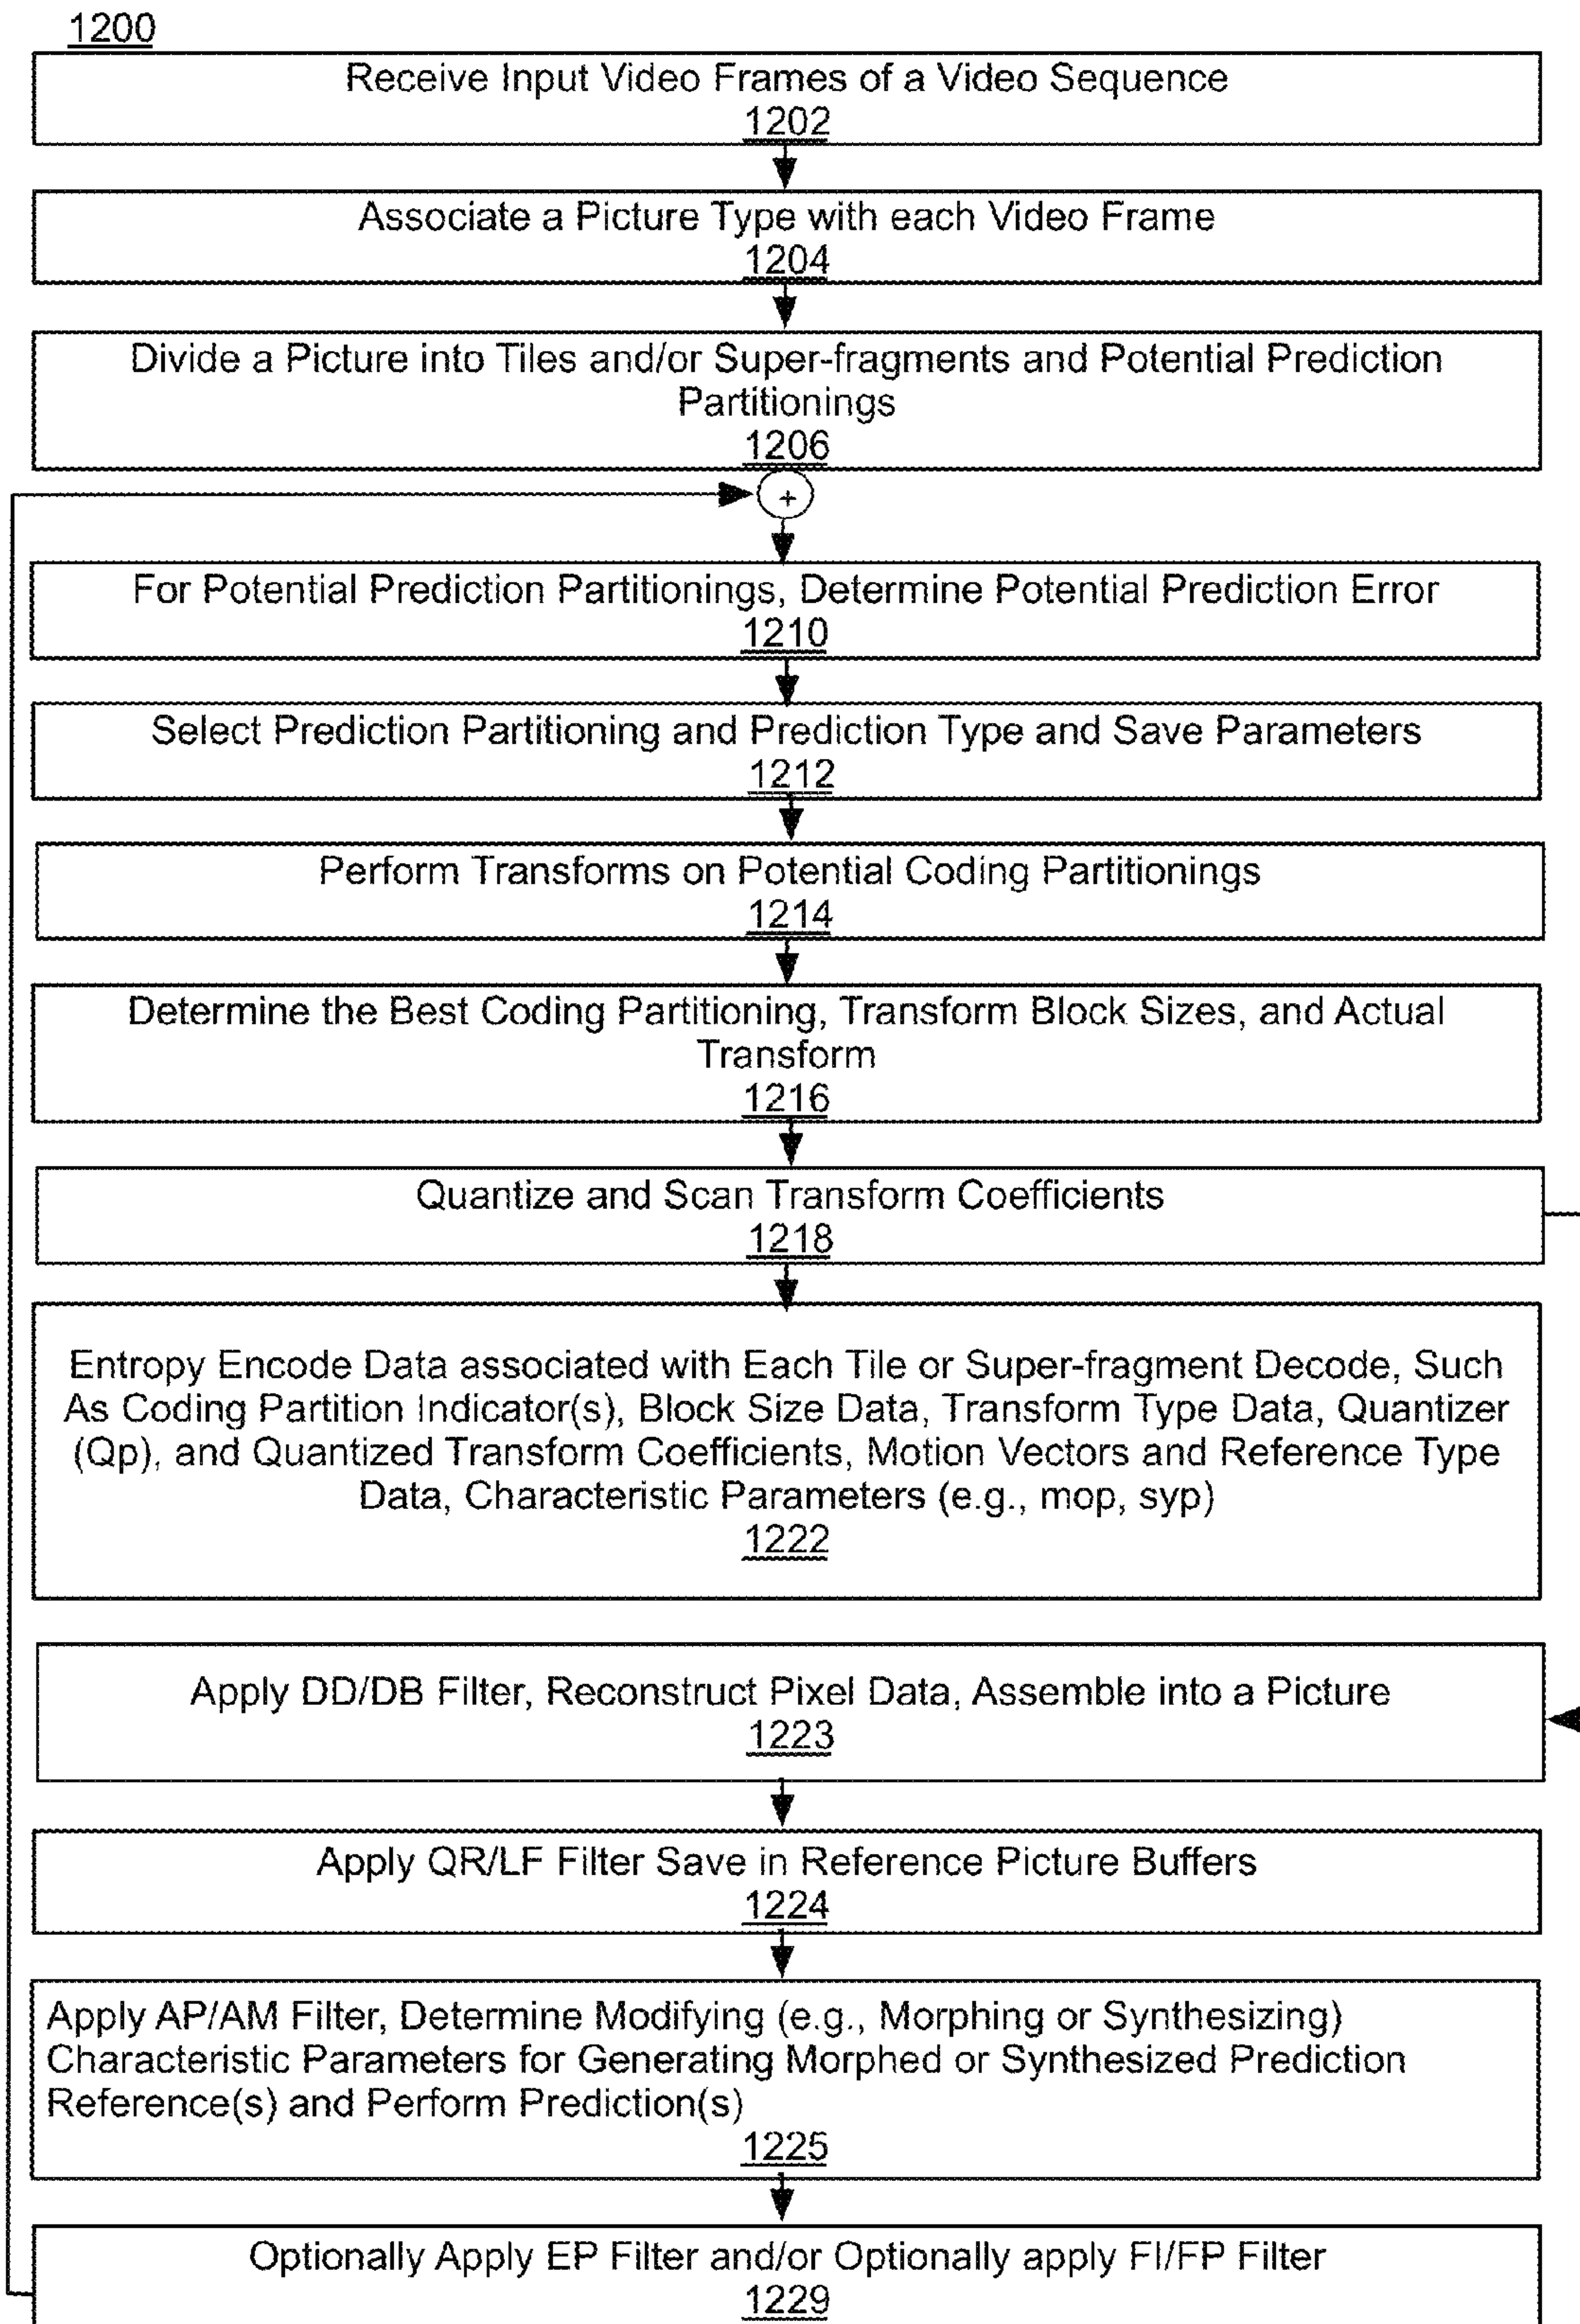 1200
Receive Input Video Frames of a Video Sequence
1202
Associate a Picture Type with each Video Frame
1204
Divide a Picture into Tiles and/or Super-fragments and Potential Prediction
Partitionings
1206
+
For Potential Prediction Partitionings, Determine Potential Prediction Error
1210
Select Prediction Partitioning and Prediction Type and Save Parameters
1212
Perform Transforms on Potential Coding Partitionings
1214
Determine the Best Coding Partitioning, Transform Block Sizes, and Actual
Transform
1216
Quantize and Scan Transform Coefficients
1218
Entropy Encode Data associated with Each Tile or Super-fragment Decode, Such
As Coding Partition Indicator(s), Block Size Data, Transform Type Data, Quantizer
(Qp), and Quantized Transform Coefficients, Motion Vectors and Reference Type
Data, Characteristic Parameters (e.g., mop, syp)
1222
Apply DD/DB Filter, Reconstruct Pixel Data, Assemble into a Picture
1223
Apply QR/LF Filter Save in Reference Picture Buffers
1224
Apply AP/AM Filter, Determine Modifying (e.g., Morphing or Synthesizing)
Characteristic Parameters for Generating Morphed or Synthesized Prediction
Reference(s) and Perform Prediction(s)
1225
Optionally Apply EP Filter and/or Optionally apply FI/FP Filter
1229